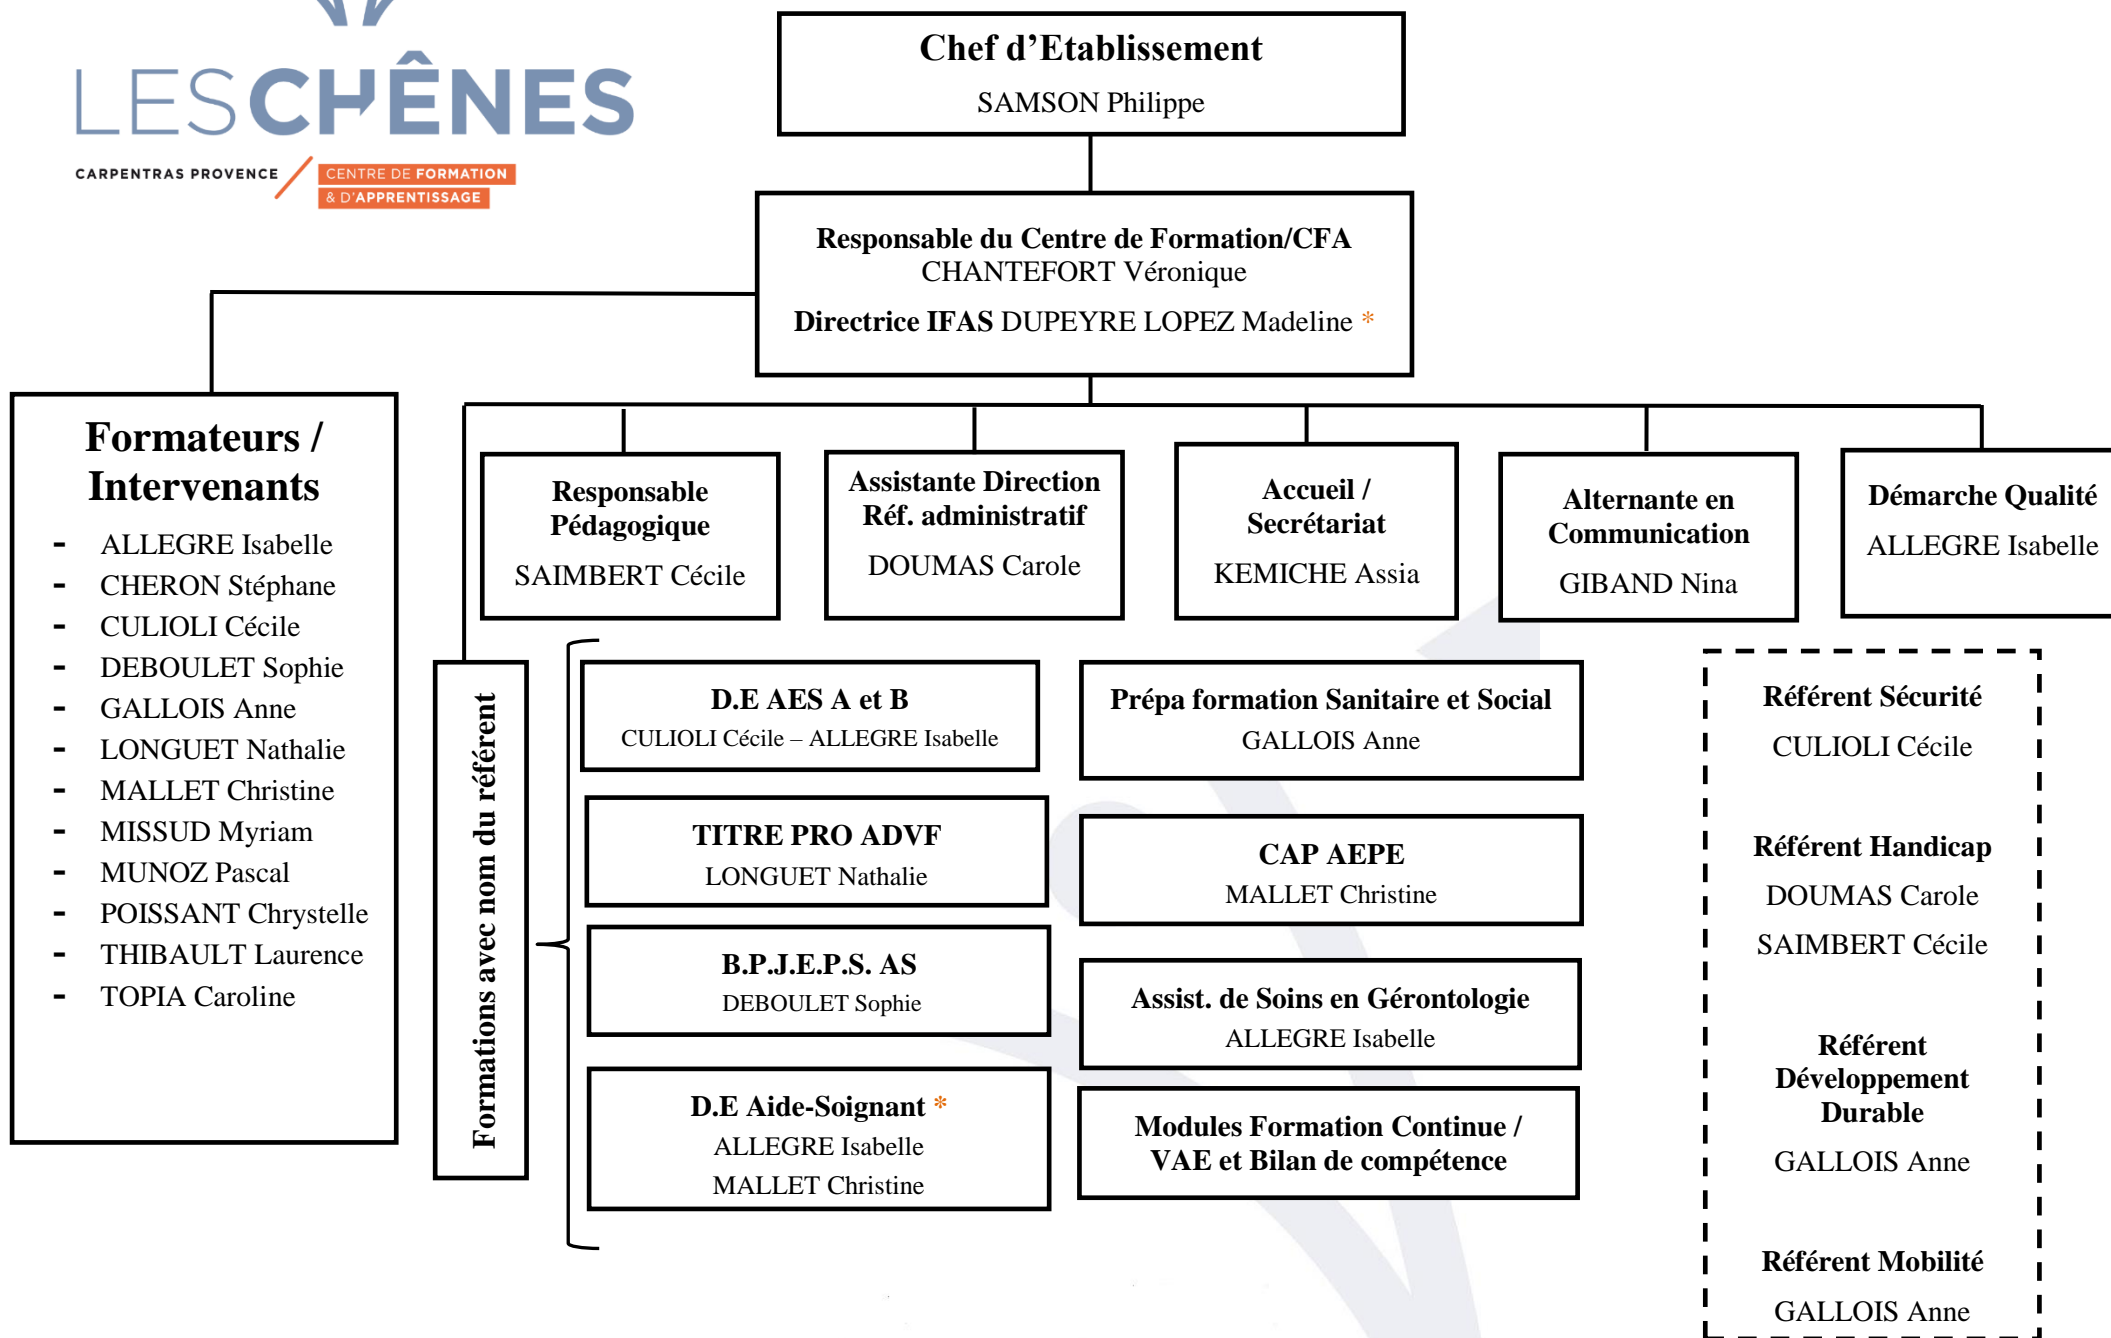 LES CHÊNES
CARPENTRAS PROVENCE
CENTRE DE FORMATION
& D'APPRENTISSAGE
Chef d'Etablissement
SAMSON Philippe
Responsable du Centre de Formation/CFA
CHANTEFORT Véronique
Directrice IFAS DUPEYRE LOPEZ Madeline *
Formateurs /
Intervenants
- ALLEGRE Isabelle
- CHERON Stéphane
- CULIOLI Cécile
- DEBOULET Sophie
- GALLOIS Anne
- LONGUET Nathalie
- MALLET Christine
- MISSUD Myriam
- MUNOZ Pascal
- POISSANT Chrystelle
- THIBAULT Laurence
- TOPIA Caroline
Responsable
Pédagogique
SAIMBERT Cécile
Assistante Direction
Réf. administratif
DOUMAS Carole
Accueil /
Secrétariat
KEMICHE Assia
Alternante en
Communication
GIBAND Nina
Démarche Qualité
ALLEGRE Isabelle
Formations avec nom du référent
D.E AES A et B
CULIOLI Cécile – ALLEGRE Isabelle
TITRE PRO ADVF
LONGUET Nathalie
B.P.J.E.P.S. AS
DEBOULET Sophie
D.E Aide-Soignant *
ALLEGRE Isabelle
MALLET Christine
Prépa formation Sanitaire et Social
GALLOIS Anne
CAP AEPE
MALLET Christine
Assist. de Soins en Gérontologie
ALLEGRE Isabelle
Modules Formation Continue /
VAE et Bilan de compétence
Référent Sécurité
CULIOLI Cécile
Référent Handicap
DOUMAS Carole
SAIMBERT Cécile
Référent
Développement
Durable
GALLOIS Anne
Référent Mobilité
GALLOIS Anne